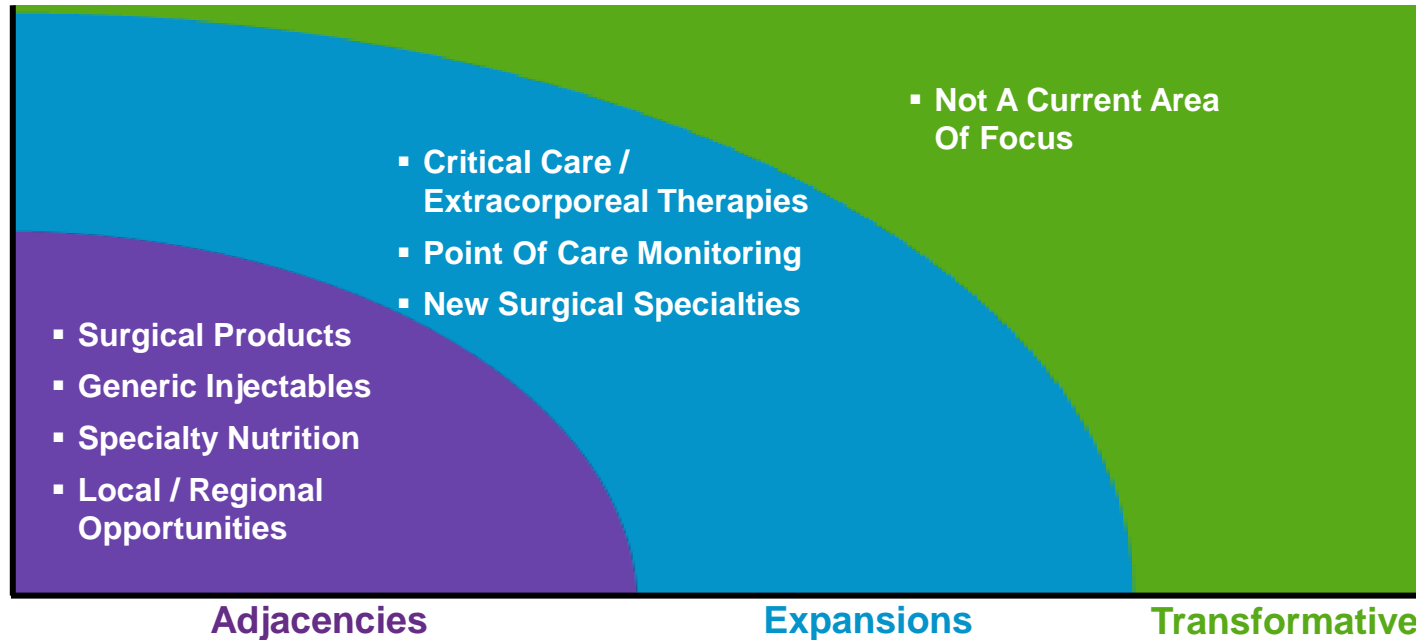 ▪ Not A Current Area
Of Focus
▪ Critical Care /
Extracorporeal Therapies
▪ Point Of Care Monitoring
▪ New Surgical Specialties
▪ Surgical Products
▪ Generic Injectables
▪ Specialty Nutrition
▪ Local / Regional
Opportunities
Adjacencies
Expansions
Transformative